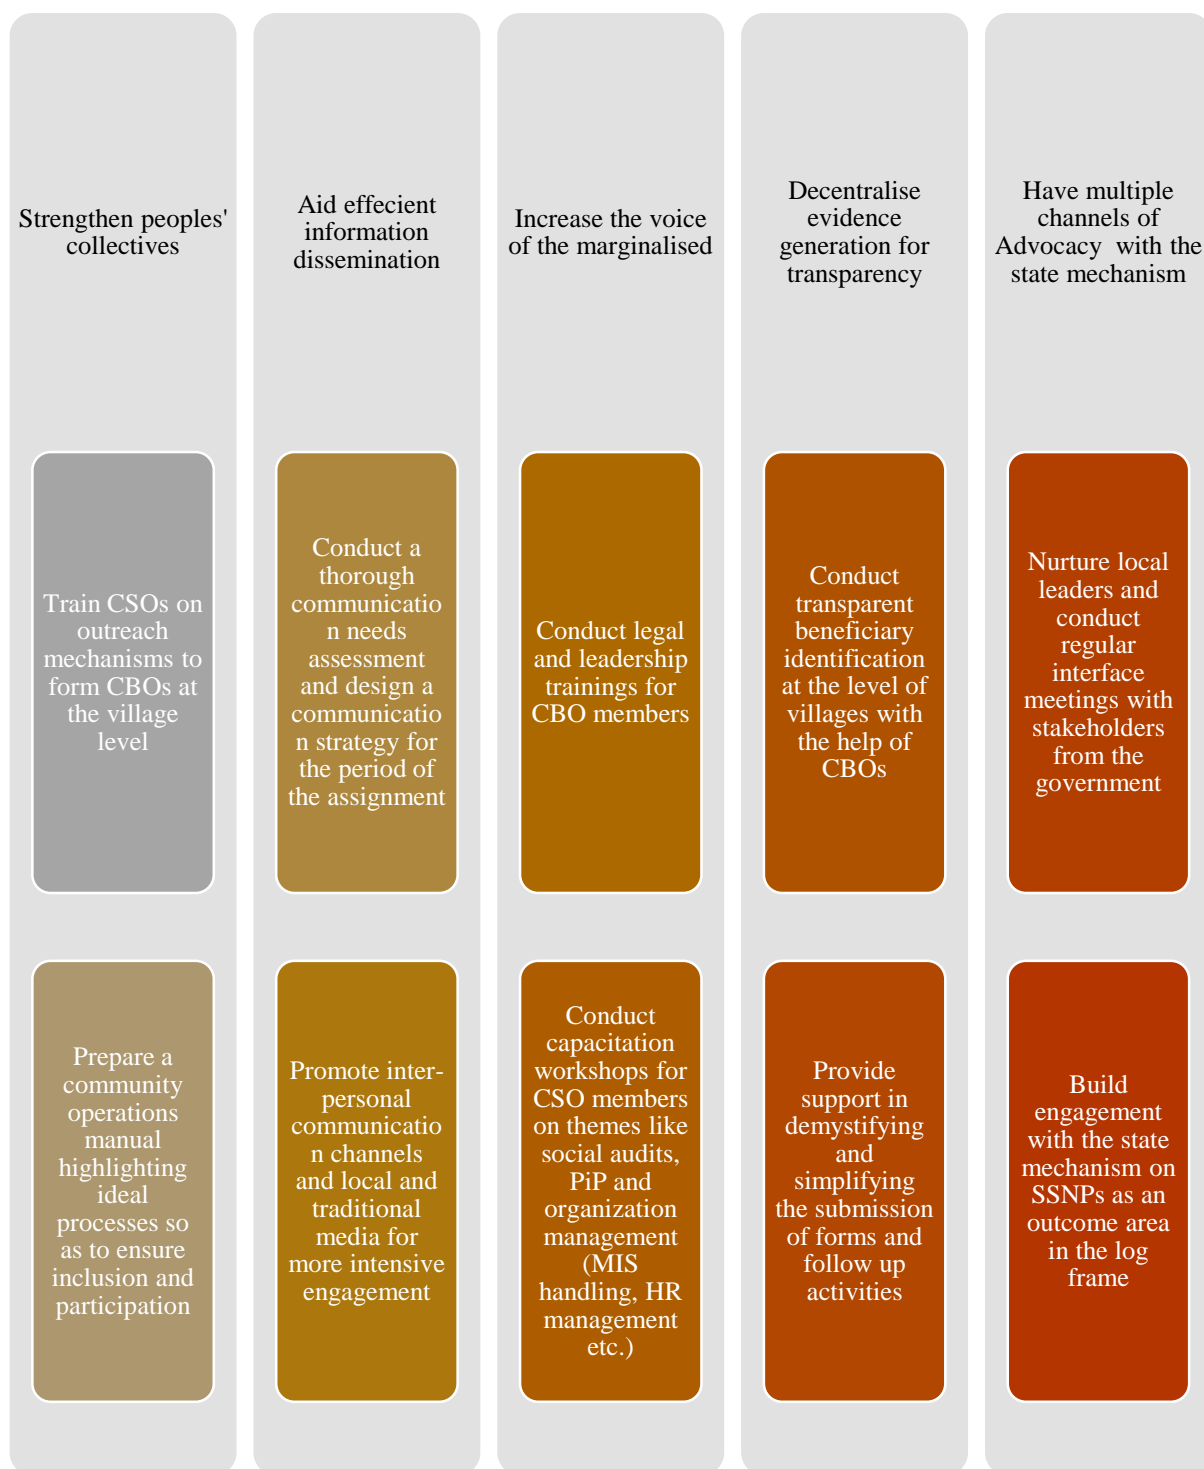 Strengthen peoples'
collectives
Train CSOs on
outreach
mechanisms to
form CBOs at
the village
level
Prepare a
community
operations
manual
highlighting
ideal
processes so
as to ensure
inclusion and
participation
Aid effecient
information
dissemination
Conduct a
thorough
communicatio
n needs
assessment
and design a
communicatio
n strategy for
the period of
the assignment
Promote inter-
personal
communicatio
n channels
and local and
traditional
media for
more intensive
engagement
Increase the voice
of the marginalised
Conduct legal
and leadership
trainings for
CBO members
Conduct
capacitation
workshops for
CSO members
on themes like
social audits,
PiP and
organization
management
(MIS
handling, HR
management
etc.)
Decentralise
evidence
generation for
transparency
Conduct
transparent
beneficiary
identification
at the level of
villages with
the help of
CBOs
Provide
support in
demystifying
and
simplifying
the submission
of forms and
follow up
activities
Have multiple
channels of
Advocacy with the
state mechanism
Nurture local
leaders and
conduct
regular
interface
meetings with
stakeholders
from the
government
Build
engagement
with the state
mechanism on
SSNPs as an
outcome area
in the log
frame